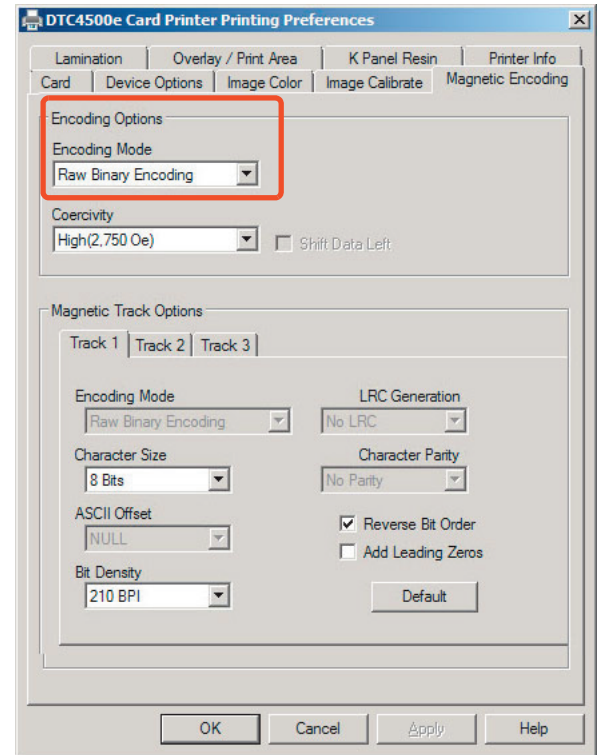 DTC4500e Card Printer Printing Preferences
Lamination Overlay / Print Area K Panel Resin Printer Info
Card Device Options Image Color Image Calibrate Magnetic Encoding
Encoding Options
Encoding Mode
Raw Binary Encoding
Coercivity
High(2,750 Oe) Shift Data Left
Magnetic Track Options
Track 1 Track 2 Track 3
Encoding Mode LRC Generation
Raw Binary Encoding No LRC
Character Size Character Parity
8 Bits No Parity
ASCII Offset Reverse Bit Order
NULL Add Leading Zeros
Bit Density
210 BPI Default
OK Cancel Apply Help